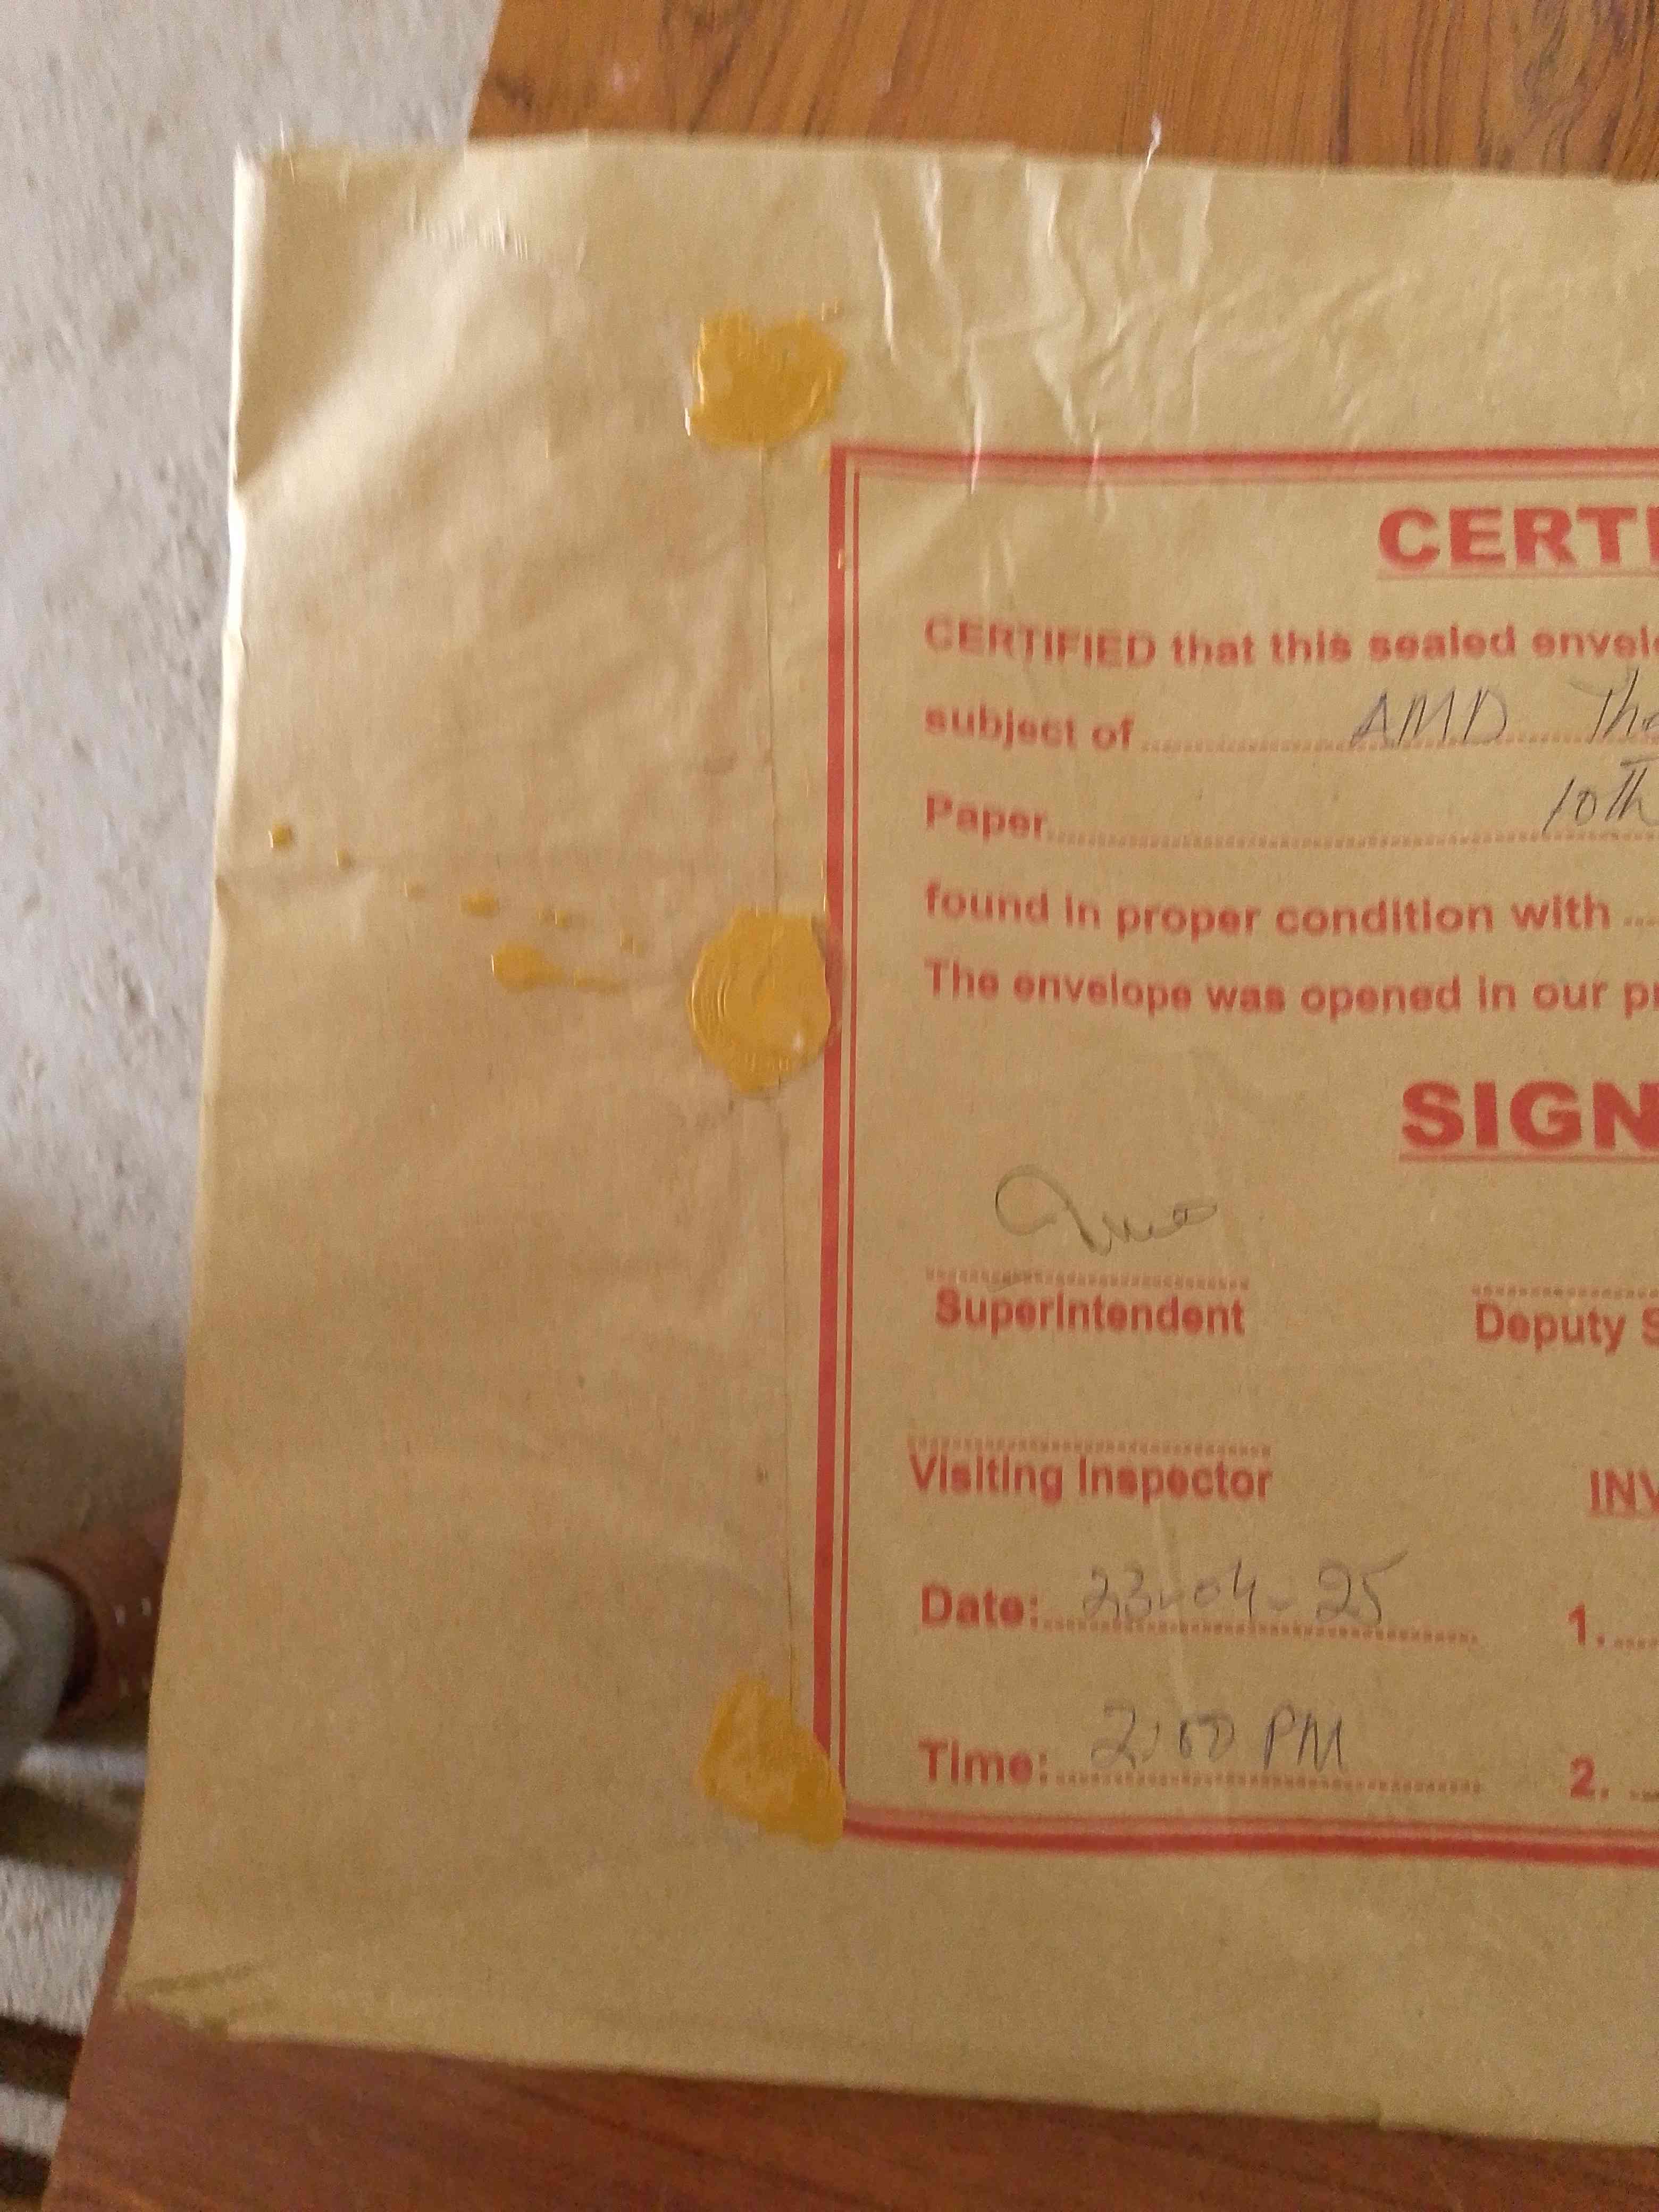 CERTI
CERTIFIED that this sealed envel
subject of AMD The
Paper 10th
found in proper condition with
The envelope was opened in our pr
SIGN
Superintendent Deputy S
Visiting Inspector INV
Date: 23-04-25 1.
Time: 2:00 PM 2.